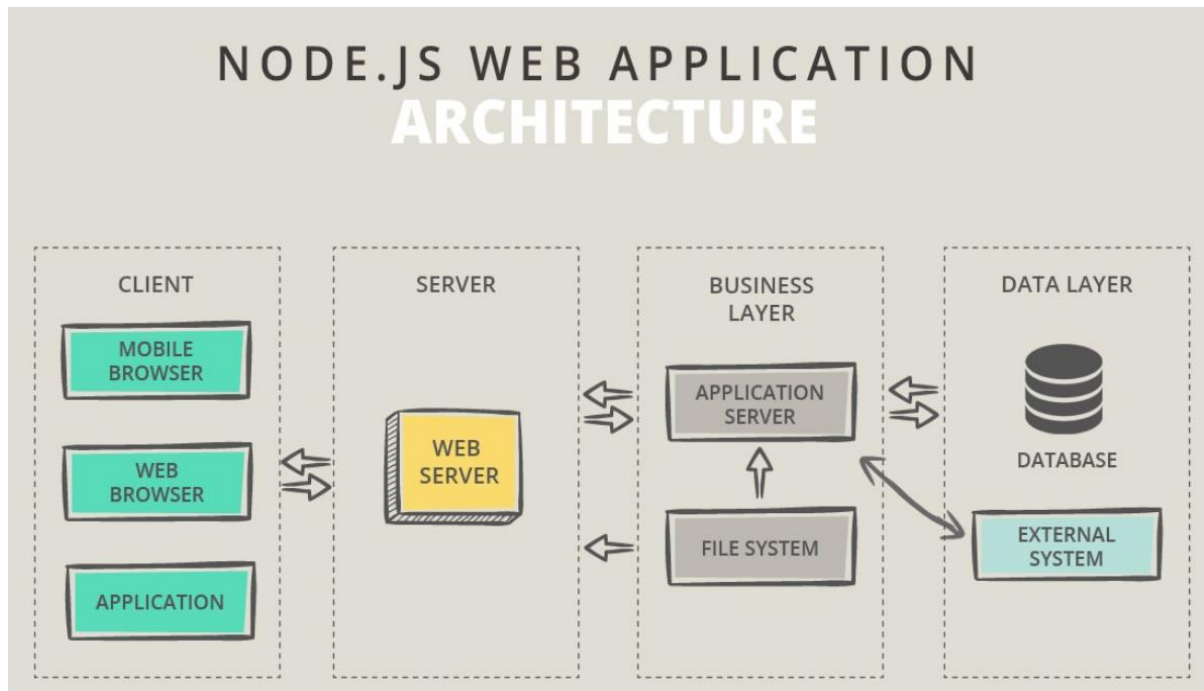 NODE.JS WEB APPLICATION
ARCHITECTURE
CLIENT
MOBILE
BROWSER
WEB
BROWSER
APPLICATION
SERVER
WEB
SERVER
BUSINESS
LAYER
APPLICATION
SERVER
FILE SYSTEM
DATA LAYER
DATABASE
EXTERNAL
SYSTEM